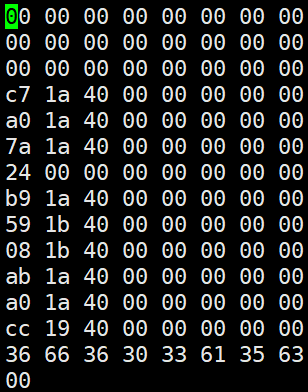 00 00 00 00 00 00 00 00
00 00 00 00 00 00 00 00
00 00 00 00 00 00 00 00
c7 1a 40 00 00 00 00 00
a0 1a 40 00 00 00 00 00
7a 1a 40 00 00 00 00 00
24 00 00 00 00 00 00 00
b9 1a 40 00 00 00 00 00
59 1b 40 00 00 00 00 00
08 1b 40 00 00 00 00 00
ab 1a 40 00 00 00 00 00
a0 1a 40 00 00 00 00 00
cc 19 40 00 00 00 00 00
36 66 36 30 33 61 35 63
00